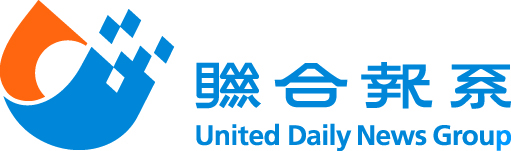 聯合報系
United Daily News Group